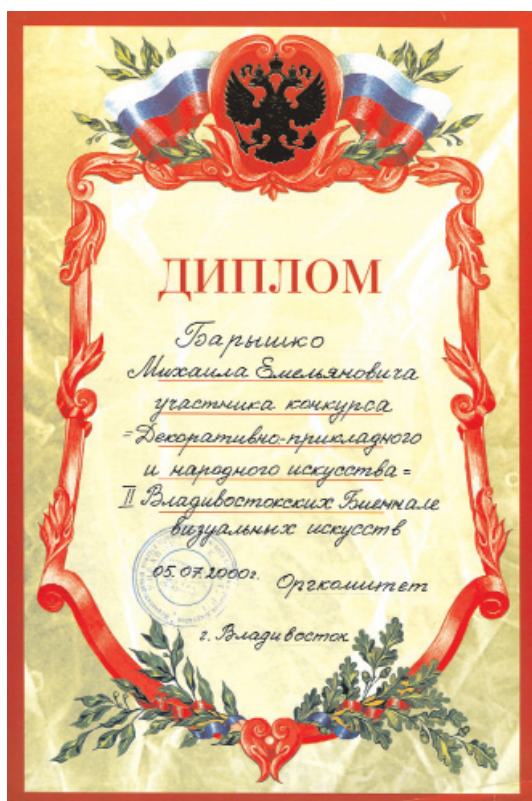 ДИПЛОМ
Барышко
Михаила Емельяновича
участника конкурса
=Декоративно-прикладного
и народного искусства=
II Владивостокских Биеннале
визуальных искусств
05.07.2000г. Оргкомитет
г. Владивосток